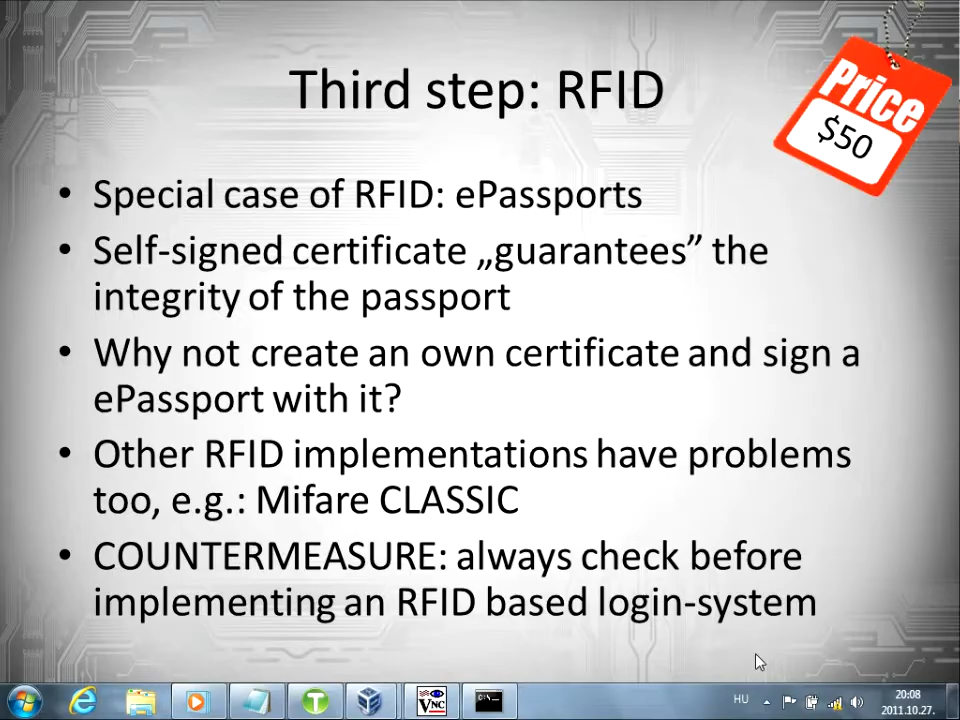 Third step: RFID
Price
$50
• Special case of RFID: ePassports
• Self-signed certificate „guarantees” the
integrity of the passport
• Why not create an own certificate and sign a
ePassport with it?
• Other RFID implementations have problems
too, e.g.: Mifare CLASSIC
• COUNTERMEASURE: always check before
implementing an RFID based login-system
VNC
C:\_
HU
20:08
2011.10.27.